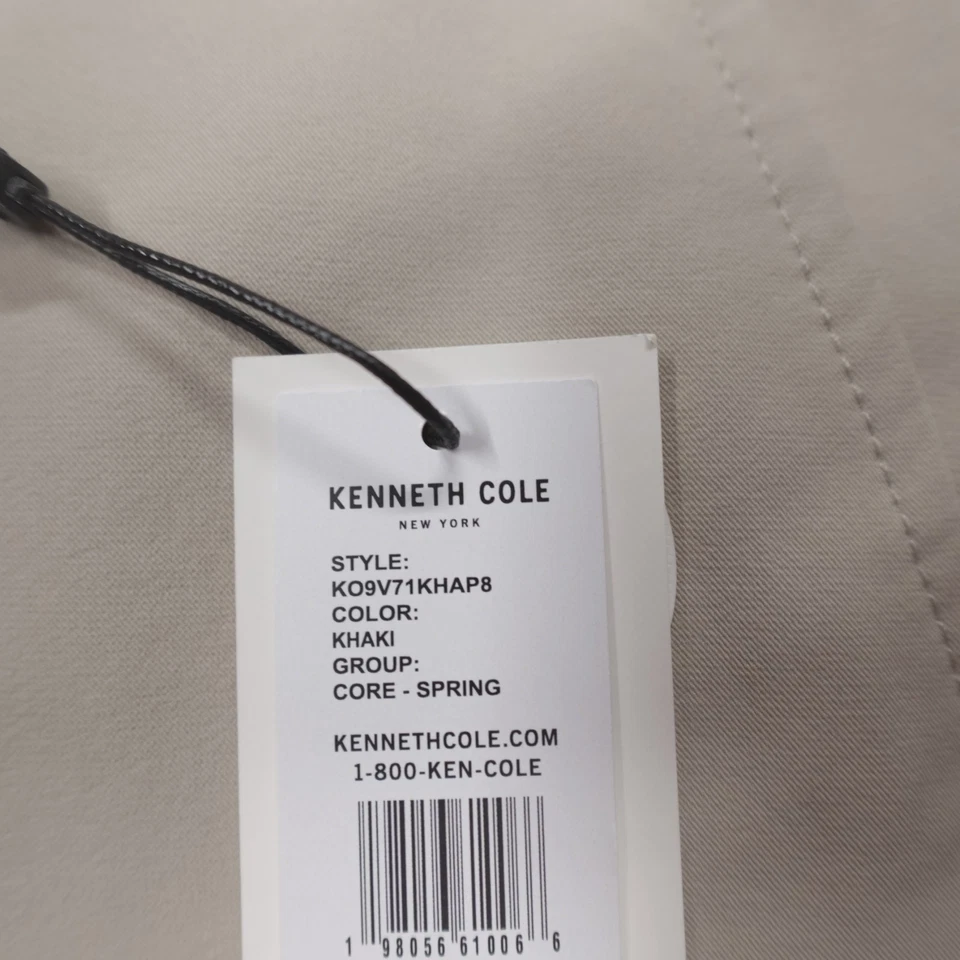 KENNETH COLE
NEW YORK
STYLE:
KO9V71KHAP8
COLOR:
KHAKI
GROUP:
CORE - SPRING
KENNETHCOLE.COM
1-800-KEN-COLE
1 98056 61006 6